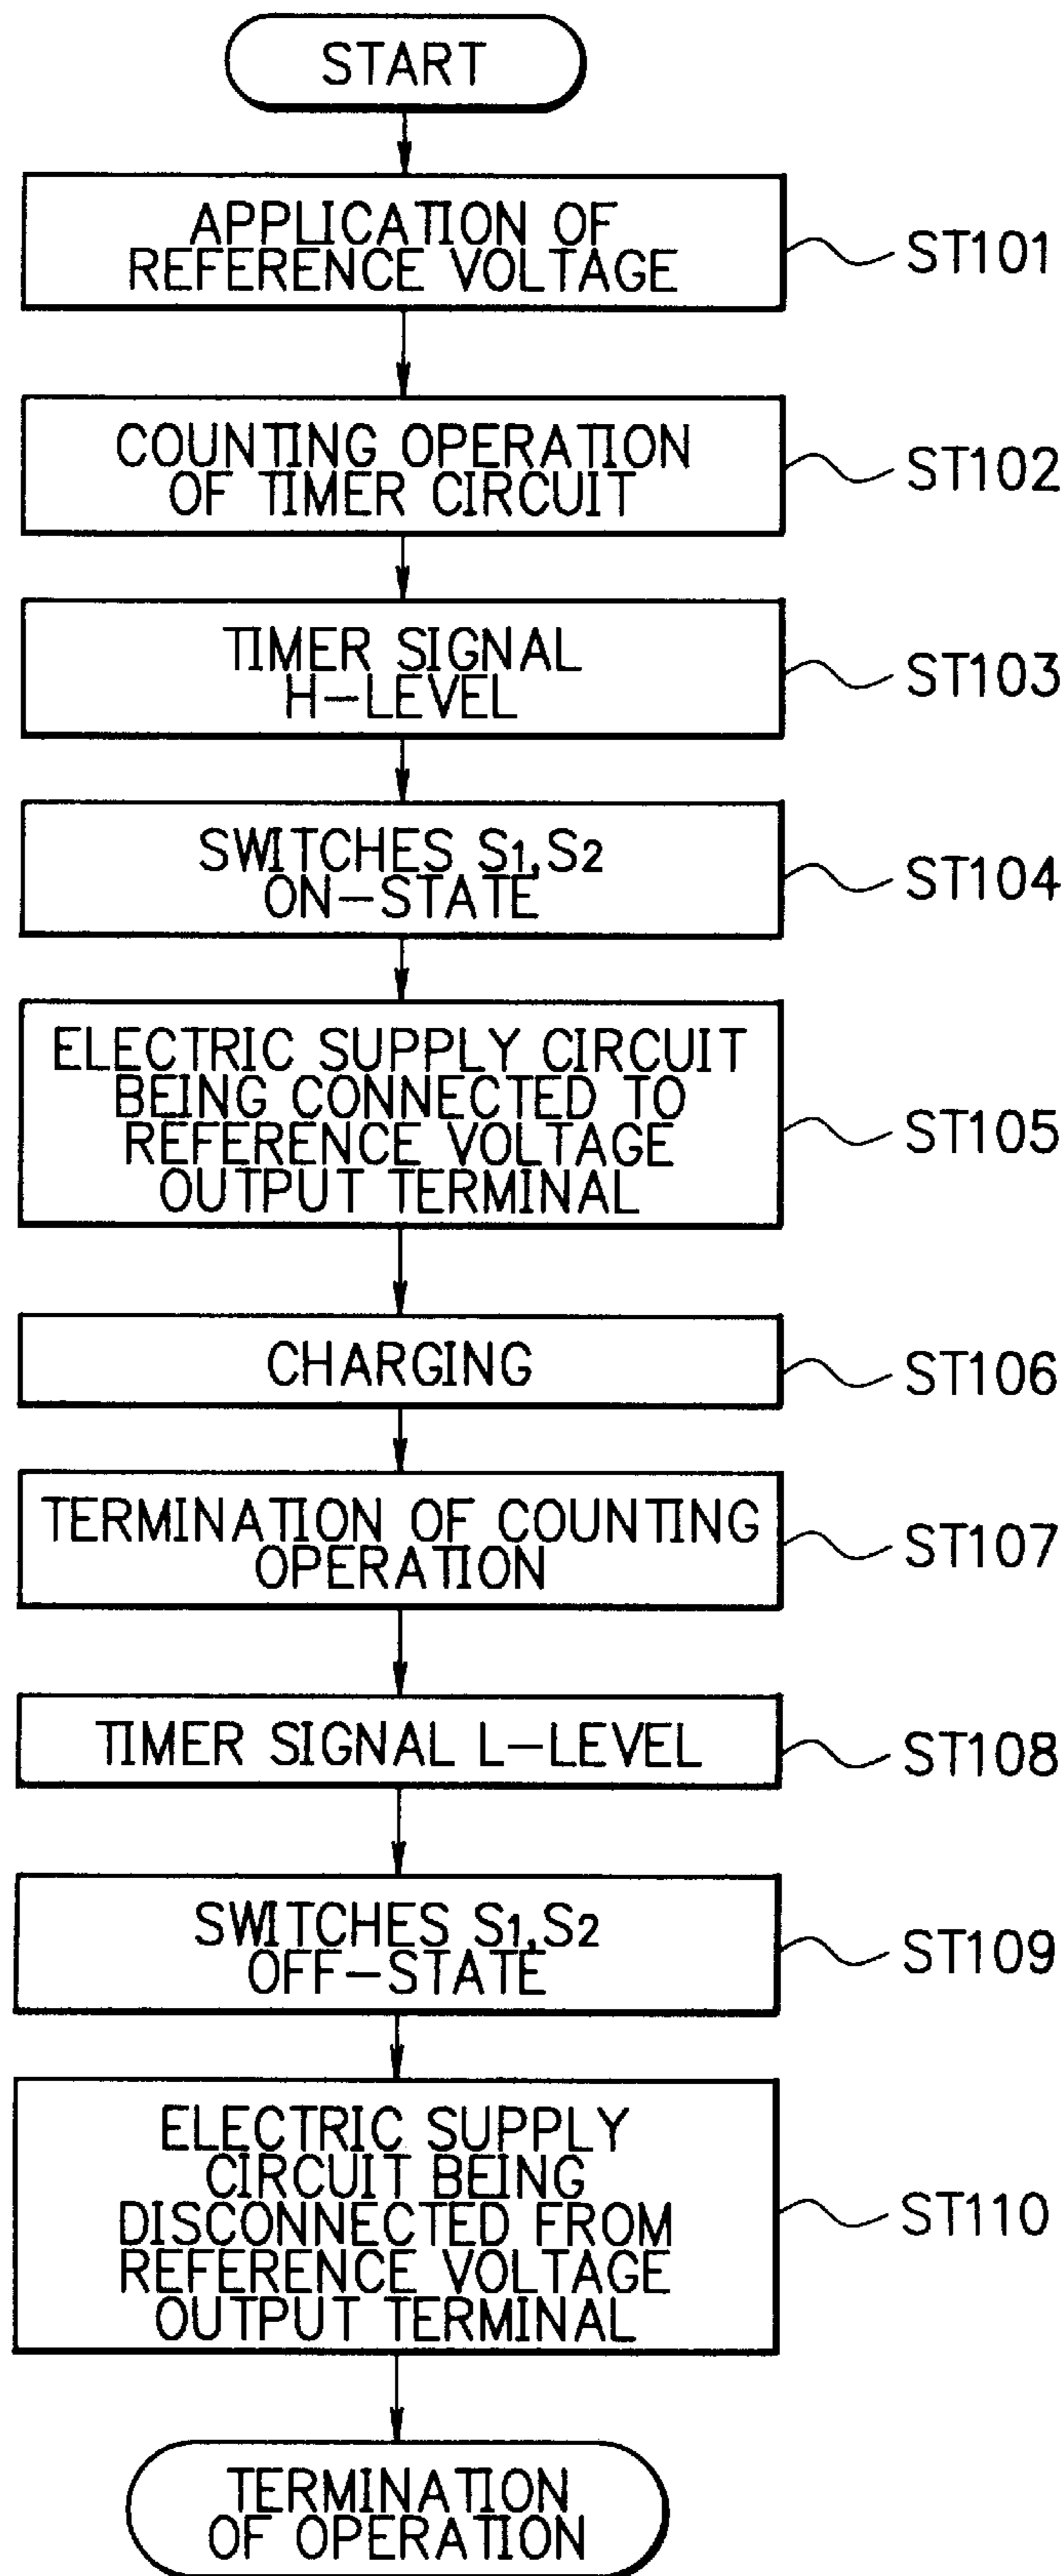 START
APPLICATION OF
REFERENCE VOLTAGE
ST101
COUNTING OPERATION
OF TIMER CIRCUIT
ST102
TIMER SIGNAL
H-LEVEL
ST103
SWITCHES S1,S2
ON-STATE
ST104
ELECTRIC SUPPLY CIRCUIT
BEING CONNECTED TO
REFERENCE VOLTAGE
OUTPUT TERMINAL
ST105
CHARGING
ST106
TERMINATION OF COUNTING
OPERATION
ST107
TIMER SIGNAL L-LEVEL
ST108
SWITCHES S1,S2
OFF-STATE
ST109
ELECTRIC SUPPLY
CIRCUIT BEING
DISCONNECTED FROM
REFERENCE VOLTAGE
OUTPUT TERMINAL
ST110
TERMINATION
OF OPERATION